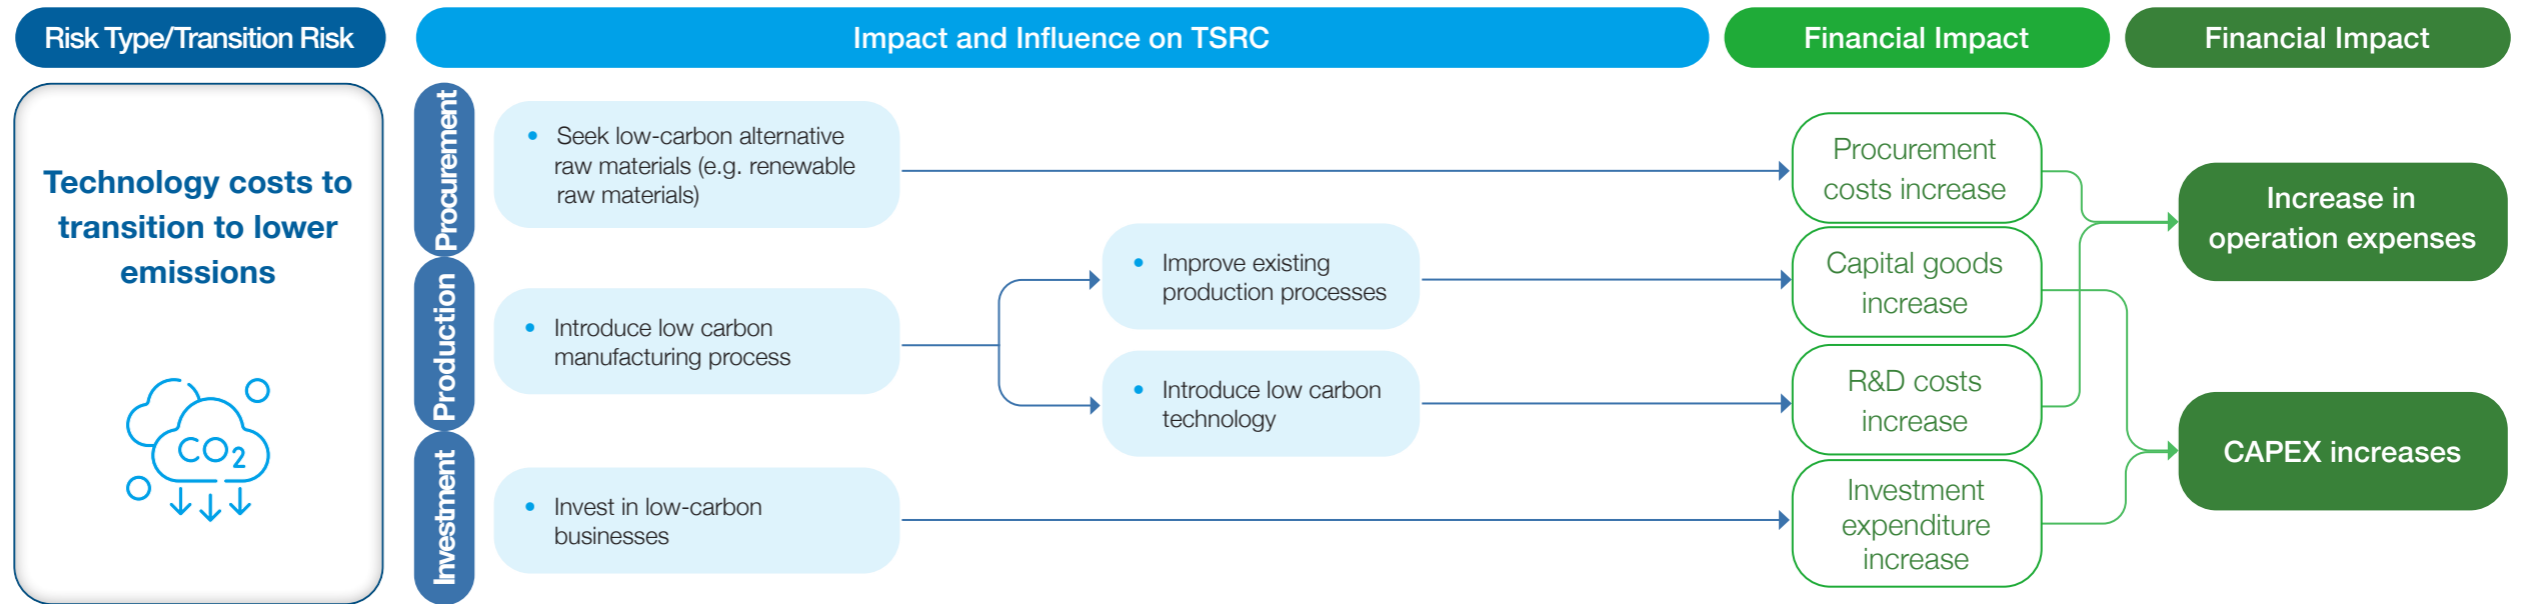 Risk Type/Transition Risk
Impact and Influence on TSRC
Financial Impact
Financial Impact
Technology costs to
transition to lower
emissions
CO2
Procurement
• Seek low-carbon alternative
raw materials (e.g. renewable
raw materials)
Production
• Introduce low carbon
manufacturing process
• Improve existing
production processes
• Introduce low carbon
technology
Investment
• Invest in low-carbon
businesses
Procurement
costs increase
Capital goods
increase
R&D costs
increase
Investment
expenditure
increase
Increase in
operation expenses
CAPEX increases